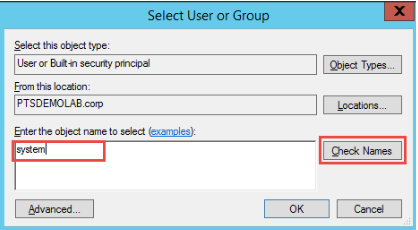 Select User or Group
X
Select this object type:
User or Built-in security principal
Object Types...
From this location:
PTSDEMOLAB.corp
Locations...
Enter the object name to select (examples):
system
Check Names
Advanced...
OK
Cancel